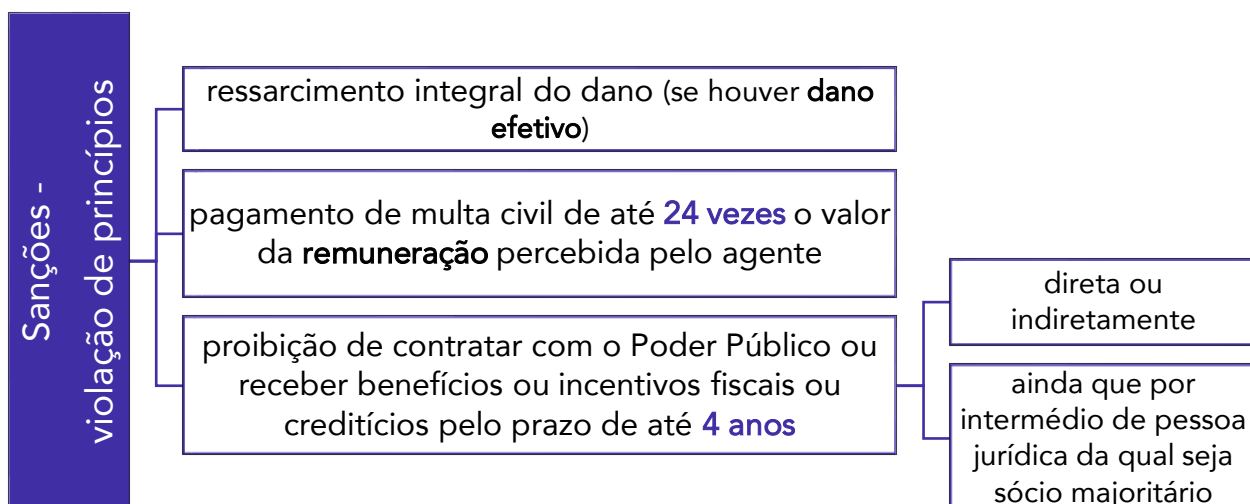 Sanções -
violação de princípios
ressarcimento integral do dano (se houver dano
efetivo)
pagamento de multa civil de até 24 vezes o valor
da remuneração percebida pelo agente
proibição de contratar com o Poder Público ou
receber benefícios ou incentivos fiscais ou
creditícios pelo prazo de até 4 anos
direta ou
indiretamente
ainda que por
intermédio de pessoa
jurídica da qual seja
sócio majoritário